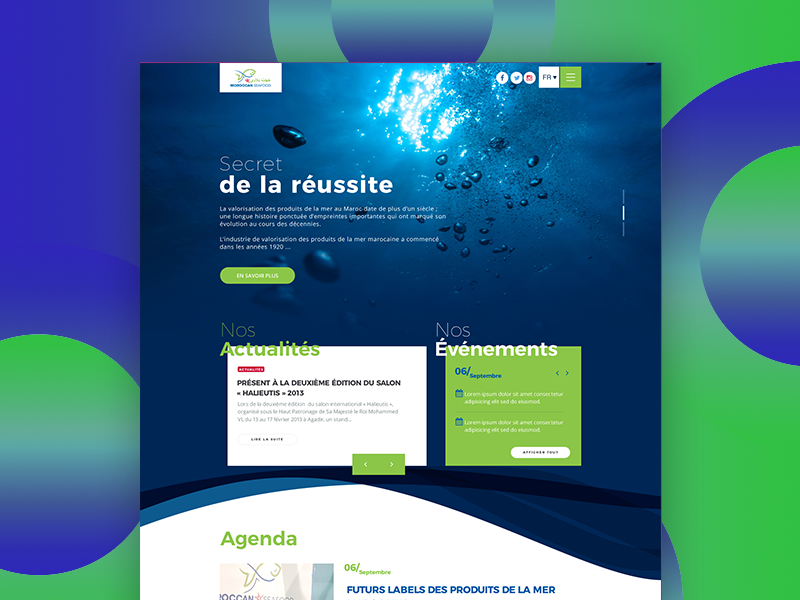 MOROCCAN SEAFOOD
FR
Secret
de la réussite
La valorisation des produits de la mer au Maroc date de plus d'un siècle ;
une longue histoire ponctuée d'empreintes importantes qui ont marqué son
évolution au cours des décennies.
L'industrie de valorisation des produits de la mer marocaine a commencé
dans les années 1920 ....
EN SAVOIR PLUS
Nos
Actualités
ACTUALITÉS
PRÉSENT À LA DEUXIÈME ÉDITION DU SALON
« HALIEUTIS » 2013
Lors de la deuxième édition du salon international « Halieutis »,
organisé sous le Haut Patronage de Sa Majesté le Roi Mohammed
VI, du 13 au 17 février 2013 à Agadir, un stand...
LIRE LA SUITE
Nos
Événements
06/
Septembre
Lorem ipsum dolor sit amet consectetur
adipiscing elit sed do eiusmod,
Lorem ipsum dolor sit amet consectetur
adipiscing elit sed do eiusmod.
AFFICHER TOUT
Agenda
06/
Septembre
FUTURS LABELS DES PRODUITS DE LA MER